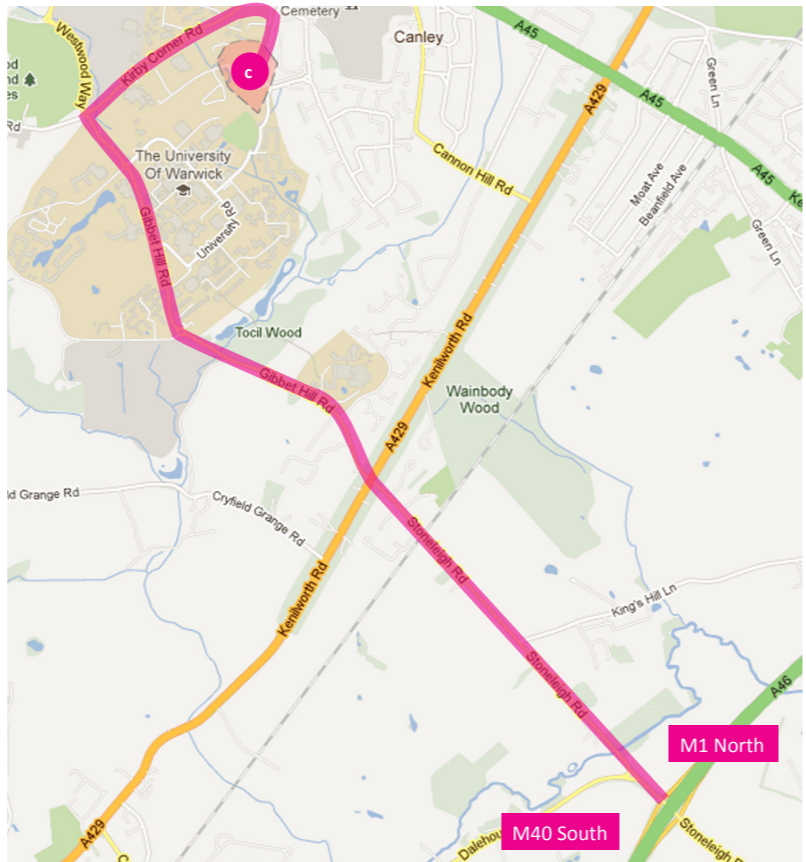 Cemetery
Westwood Way
Kirby Corner Rd
Canley
A45
A429
Green Ln
C
A45
es
Rd
The University
Of Warwick
Cannon Hill Rd
Moat Ave
Beanfield Ave
A45
University Rd
Green Ln
Gibbet Hill Rd
Tocil Wood
Kenilworth Rd
Gibbet Hill Rd
Wainbody
Wood
A429
ld Grange Rd
Cryfield Grange Rd
Stoneleigh Rd
Kenilworth Rd
King's Hill Ln
Stoneleigh Rd
A46
M1 North
M40 South
A429
Daleho
Stoneleigh